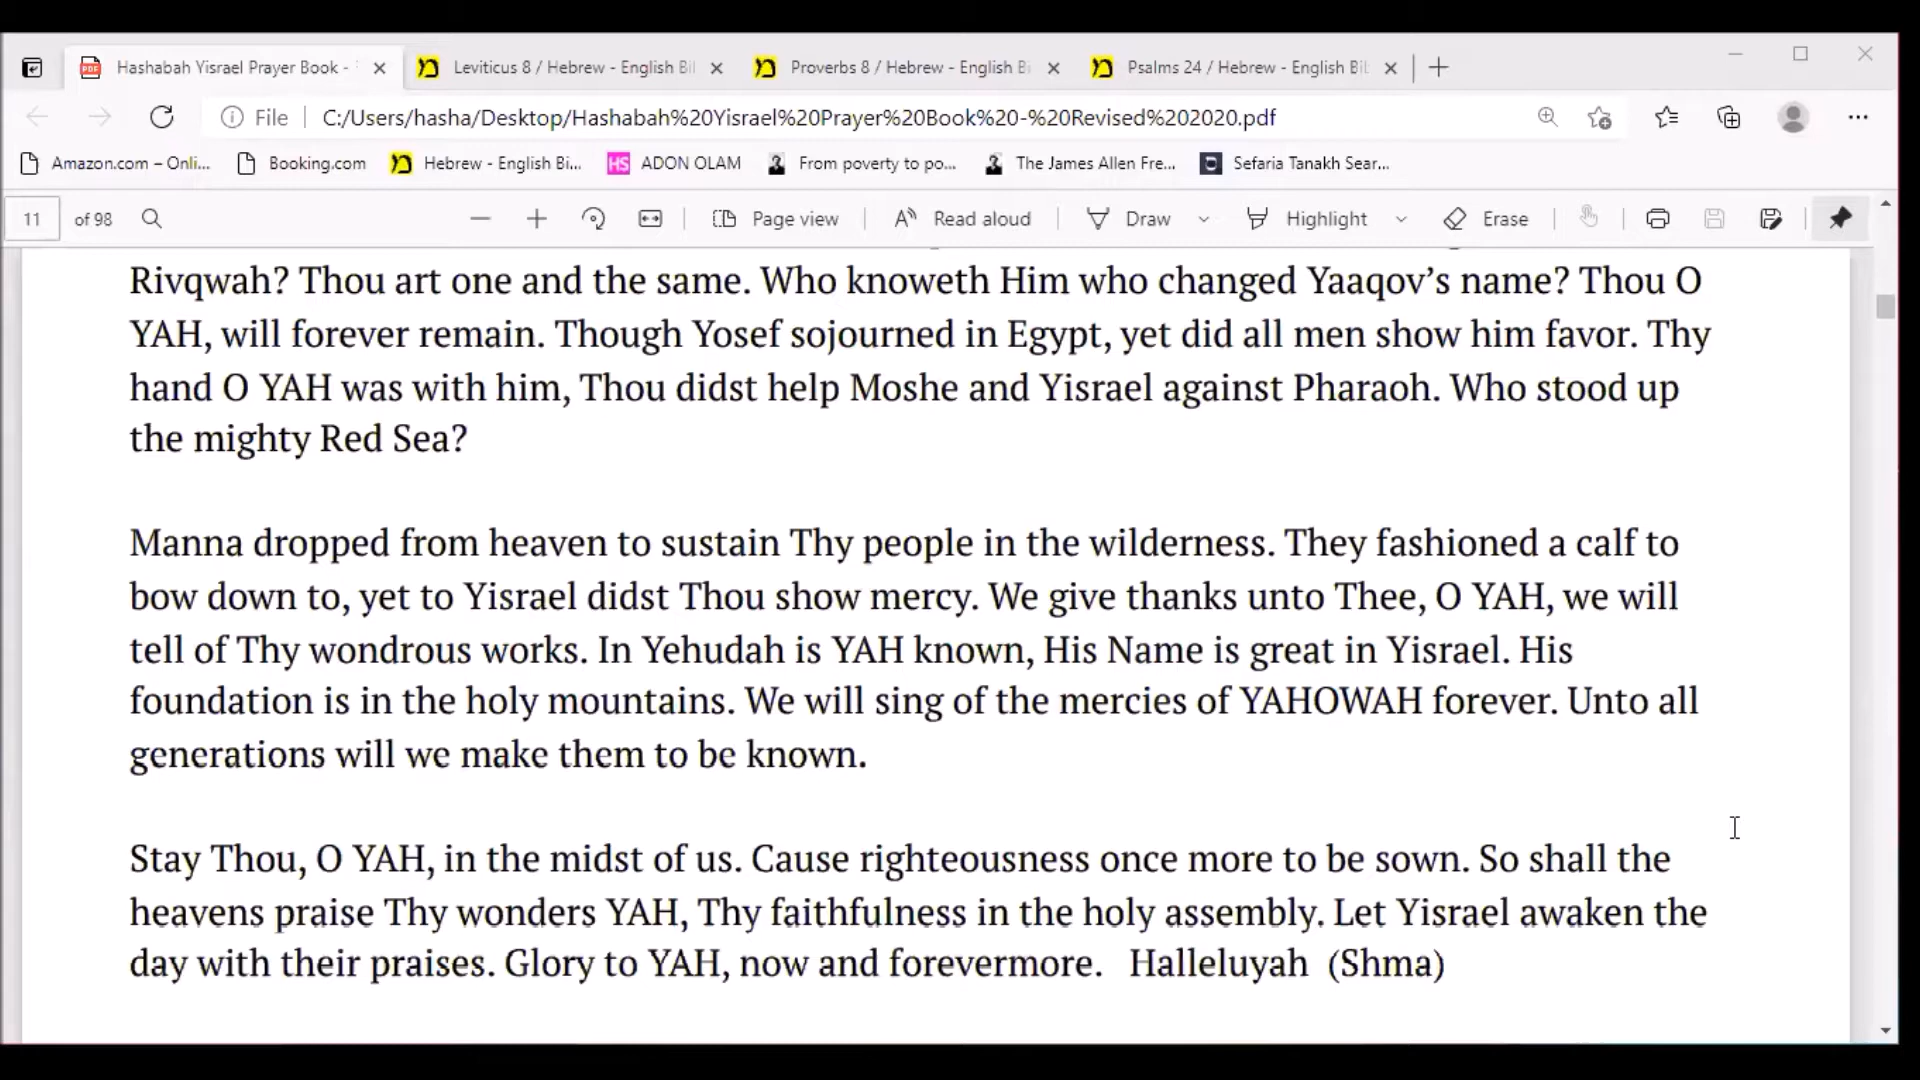 Hashabah Yisrael Prayer Book -
Leviticus 8 / Hebrew - English Bi
Proverbs 8 / Hebrew - English Bi
Psalms 24 / Hebrew - English Bib
File
C:/Users/hasha/Desktop/Hashabah%20Yisrael%20Prayer%20Book%20-%20Revised%202020.pdf
Amazon.com – Onli...
Booking.com
Hebrew - English Bi...
HS ADON OLAM
From poverty to po...
The James Allen Fre...
Sefaria Tanakh Sear...
11 of 98
Page view
Read aloud
Draw
Highlight
Erase
Rivqwah? Thou art one and the same. Who knoweth Him who changed Yaaqov’s name? Thou O
YAH, will forever remain. Though Yosef sojourned in Egypt, yet did all men show him favor. Thy
hand O YAH was with him, Thou didst help Moshe and Yisrael against Pharaoh. Who stood up
the mighty Red Sea?
Manna dropped from heaven to sustain Thy people in the wilderness. They fashioned a calf to
bow down to, yet to Yisrael didst Thou show mercy. We give thanks unto Thee, O YAH, we will
tell of Thy wondrous works. In Yehudah is YAH known, His Name is great in Yisrael. His
foundation is in the holy mountains. We will sing of the mercies of YAHOWAH forever. Unto all
generations will we make them to be known.
Stay Thou, O YAH, in the midst of us. Cause righteousness once more to be sown. So shall the
heavens praise Thy wonders YAH, Thy faithfulness in the holy assembly. Let Yisrael awaken the
day with their praises. Glory to YAH, now and forevermore. Halleluyah (Shma)